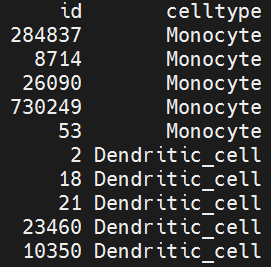 id celltype
284837 Monocyte
8714 Monocyte
26090 Monocyte
730249 Monocyte
53 Monocyte
2 Dendritic_cell
18 Dendritic_cell
21 Dendritic_cell
23460 Dendritic_cell
10350 Dendritic_cell